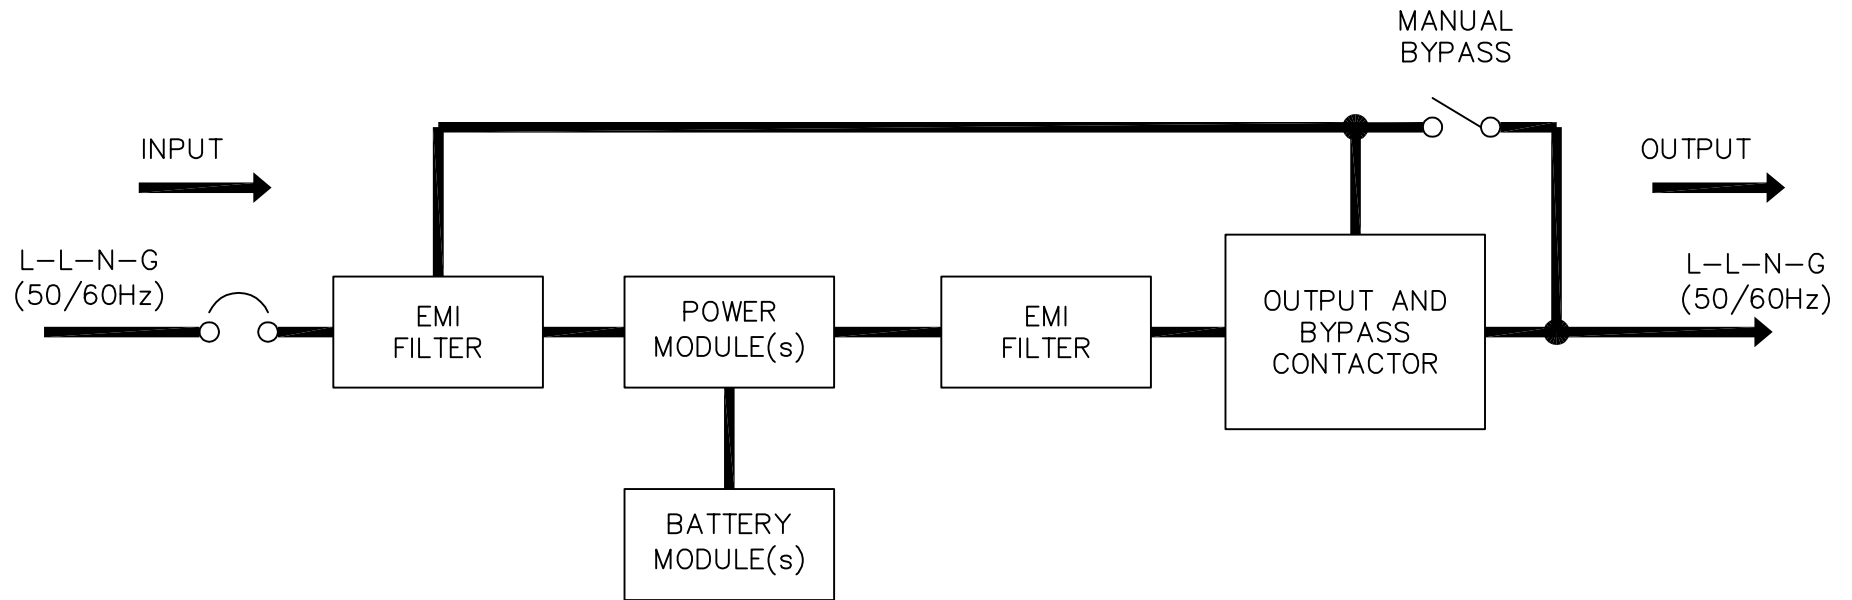 MANUAL
BYPASS
INPUT
OUTPUT
L-L-N-G
(50/60Hz)
L-L-N-G
(50/60Hz)
EMI
FILTER
POWER
MODULE(s)
EMI
FILTER
OUTPUT AND
BYPASS
CONTACTOR
BATTERY
MODULE(s)